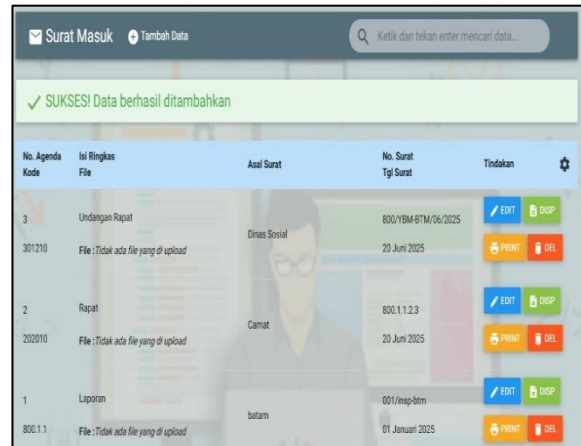 Surat Masuk Tambah Data Ketik dan tekan enter mencari data...
SUKSES! Data berhasil ditambahkan
No. Agenda Isi Ringkas Asal Surat No. Surat Tindakan
Kode File Tgl Surat
3 Undangan Rapat Dinas Sosial 800/YBM-BTM/06/2025 EDIT DISP
301210 File : Tidak ada file yang di upload 20 Juni 2025 PRINT DEL
2 Rapat Camat 800.1.1.2.3 EDIT DISP
202010 File : Tidak ada file yang di upload 20 Juni 2025 PRINT DEL
1 Laporan batam 001/insp-btm EDIT DISP
800.1.1 File : Tidak ada file yang di upload 01 Januari 2025 PRINT DEL